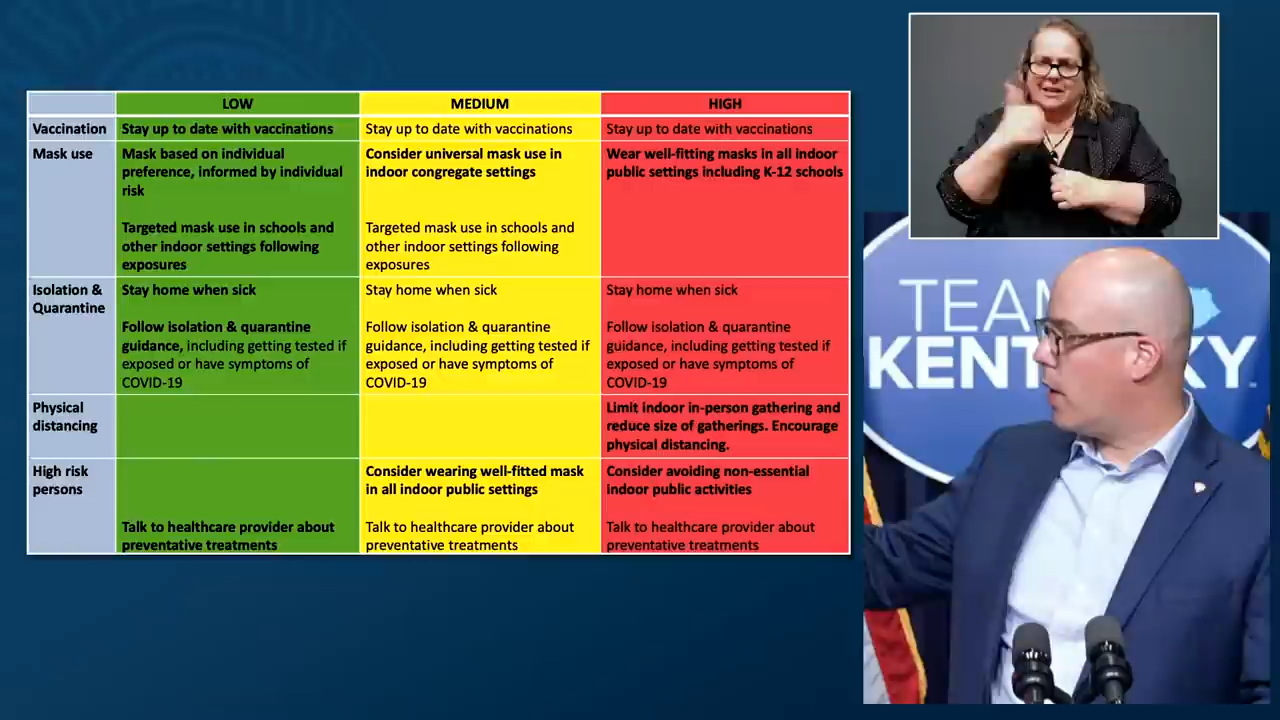 LOW MEDIUM HIGH
Vaccination Stay up to date with vaccinations Stay up to date with vaccinations Stay up to date with vaccinations
Mask use
Mask based on individual
preference, informed by individual
risk
Targeted mask use in schools and
other indoor settings following
exposures
Consider universal mask use in
indoor congregate settings
Targeted mask use in schools and
other indoor settings following
exposures
Wear well-fitting masks in all indoor
public settings including K-12 schools
Isolation &
Quarantine
Stay home when sick
Follow isolation & quarantine
guidance, including getting tested if
exposed or have symptoms of
COVID-19
Stay home when sick
Follow isolation & quarantine
guidance, including getting tested if
exposed or have symptoms of
COVID-19
Stay home when sick
Follow isolation & quarantine
guidance, including getting tested if
exposed or have symptoms of
COVID-19
Physical
distancing
Limit indoor in-person gathering and
reduce size of gatherings. Encourage
physical distancing.
High risk
persons
Talk to healthcare provider about
preventative treatments
Consider wearing well-fitted mask
in all indoor public settings
Talk to healthcare provider about
preventative treatments
Consider avoiding non-essential
indoor public activities
Talk to healthcare provider about
preventative treatments
TEAM
KENTUCKY